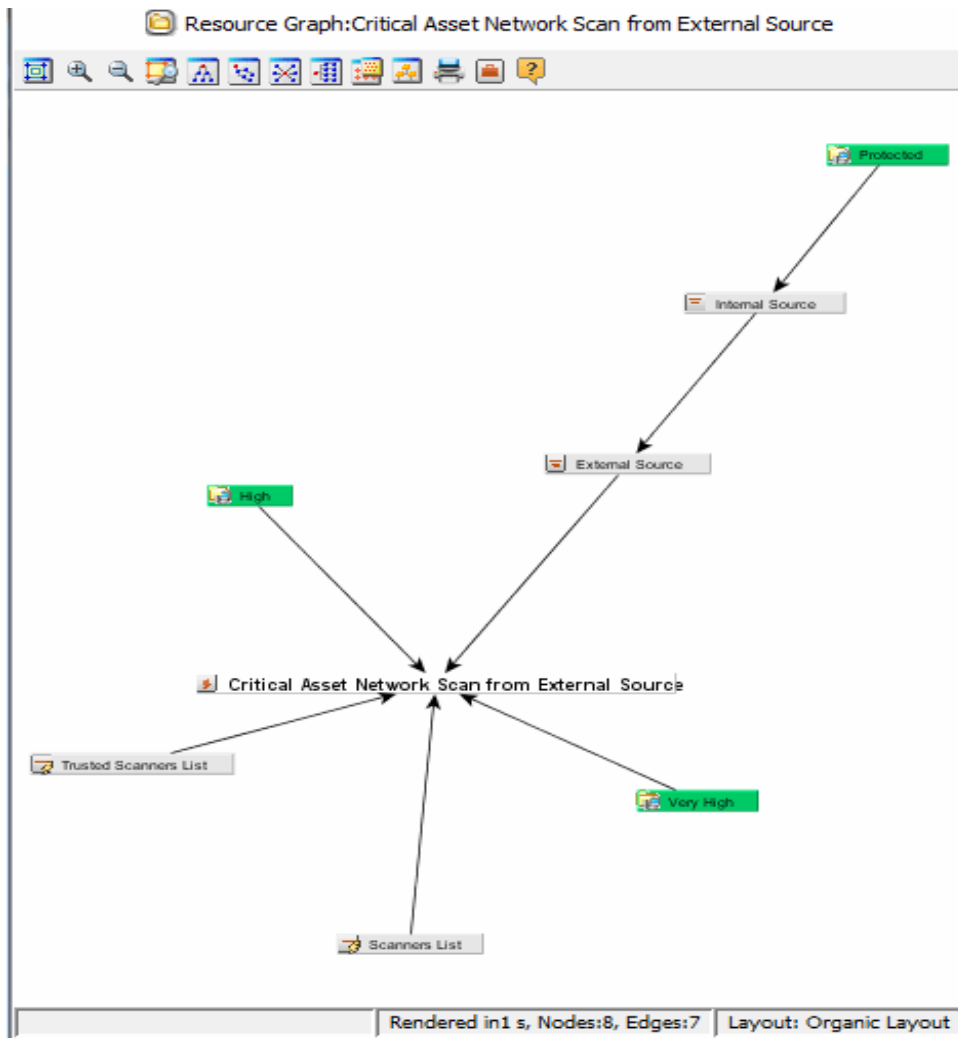 Resource Graph:Critical Asset Network Scan from External Source
Protected
Internal Source
External Source
High
Critical Asset Network Scan from External Source
Trusted Scanners List
Very High
Scanners List
Rendered in1 s, Nodes:8, Edges:7
Layout: Organic Layout